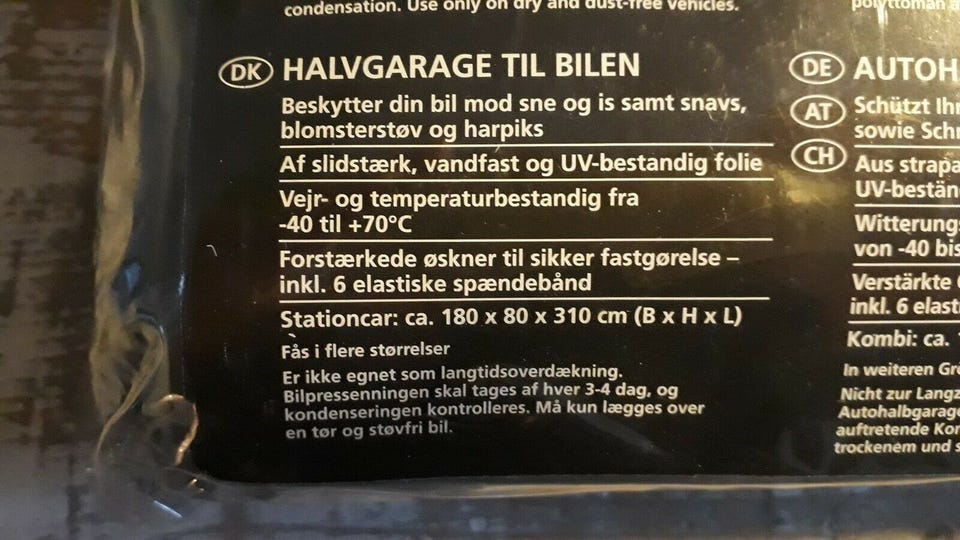 condensation. Use only on dry and dust-free vehicles.
DK HALVGARAGE TIL BILEN
Beskytter din bil mod sne og is samt snavs,
blomsterstøv og harpiks
Af slidstærk, vandfast og UV-bestandig folie
Vejr- og temperaturbestandig fra
-40 til +70°C
Forstærkede øskner til sikker fastgørelse –
inkl. 6 elastiske spændebånd
Stationcar: ca. 180 x 80 x 310 cm (B x H x L)
Fås i flere størrelser
Er ikke egnet som langtidsoverdækning.
Bilpressenningen skal tages af hver 3-4 dag, og
kondenseringen kontrolleres. Må kun lægges over
en tør og støvfri bil.
DE AUTOH
AT Schützt Ih
sowie Sch
CH Aus strapa
UV-bestän
Witterung
von -40 bis
Verstärkte
inkl. 6 elast
Kombi: ca.
In weiteren Gr
Nicht zur Langz
Autohalbgarage
auftretende Kon
trockenem und s